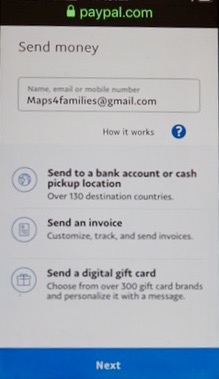 paypal.com
Send money
Name, email or mobile number
Maps4families@gmail.com
How it works ?
Send to a bank account or cash
pickup location
Over 130 destination countries.
Send an invoice
Customize, track, and send invoices.
Send a digital gift card
Choose from over 300 gift card brands
and personalize it with a message.
Next